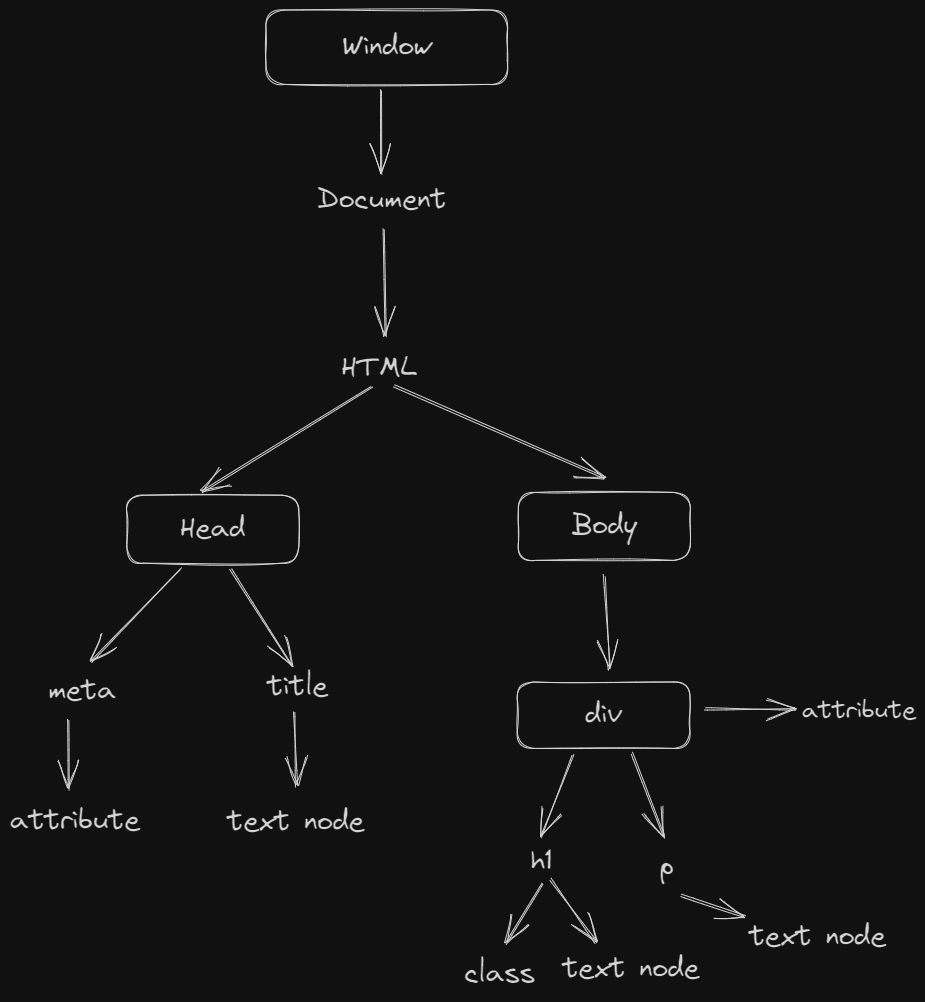 Window
Document
HTML
Head
Body
meta
title
div
attribute
attribute
text node
h1
p
text node
class
text node